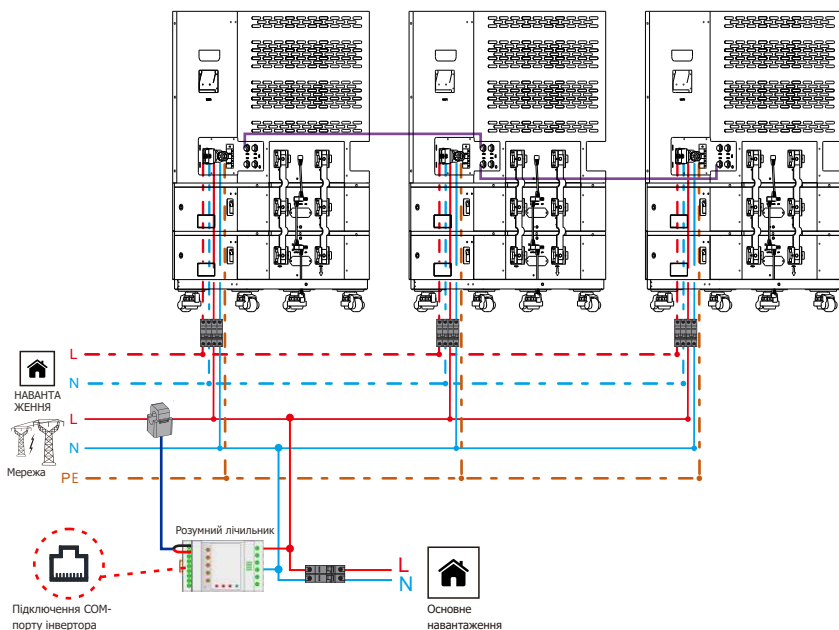 L
N
НАВАНТА
ЖЕННЯ
L
N
Мережа
PE
Розумний лічильник
L
N
Підключення COM-
порту інвертора
Основне
навантаження